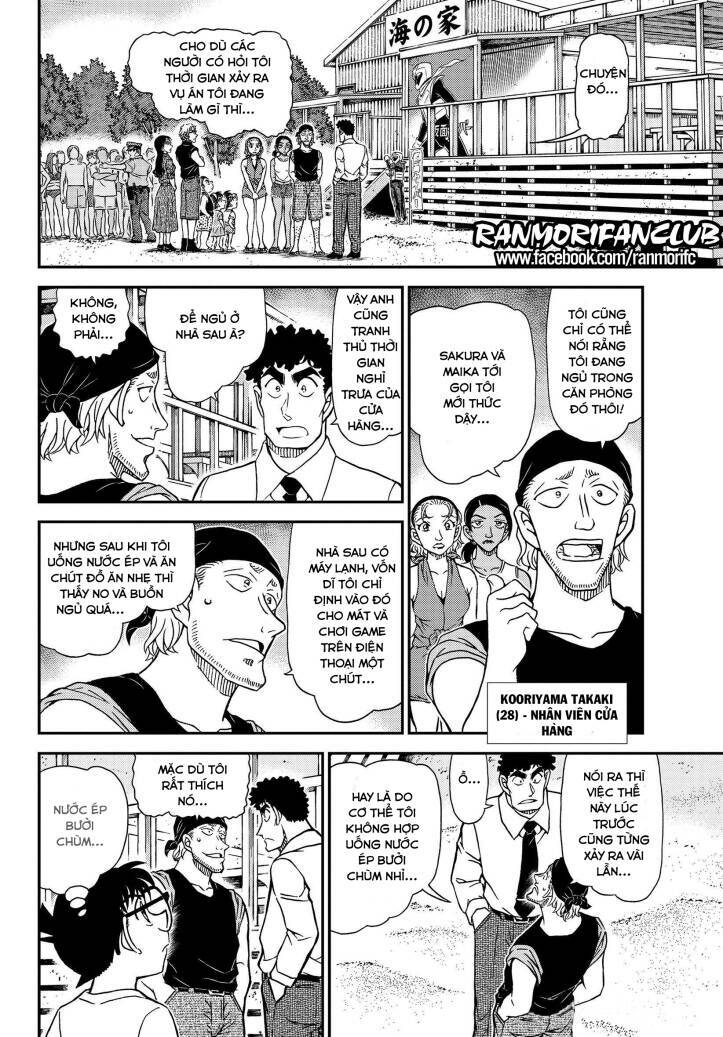 海の家
CHUYỆN
ĐÓ...
CHO DÙ CÁC
NGƯỜI CÓ HỎI TÔI
THỜI GIAN XẢY RA
VỤ ÁN TÔI ĐANG
LÀM GÌ THÌ...
RANMORIFANCLUB
www.facebook.com/ranmorifc
TÔI CŨNG
CHỈ CÓ THỂ
NÓI RẰNG
TÔI ĐANG
NGỦ TRONG
CĂN PHÒNG
ĐÓ THÔI!
SAKURA VÀ
MAIKA TỚI
GỌI TÔI
MỚI THỨC
DẬY...
KOORIYAMA TAKAKI
(28) - NHÂN VIÊN CỬA
HÀNG
VẬY ANH
CŨNG
TRANH
THỦ THỜI
GIAN
NGHỈ
TRƯA CỦA
CỬA
HÀNG...
ĐỂ NGỦ Ở
NHÀ SAU À?
KHÔNG,
KHÔNG
PHẢI...
NHÀ SAU CÓ
MÁY LẠNH, VỐN
DĨ TÔI CHỈ
ĐỊNH VÀO ĐÓ
CHO MÁT VÀ
CHƠI GAME
TRÊN ĐIỆN
THOẠI MỘT
CHÚT...
NHƯNG SAU KHI TÔI
UỐNG NƯỚC ÉP VÀ ĂN
CHÚT ĐỒ ĂN NHẸ THÌ
THẤY NO VÀ BUỒN
NGỦ QUÁ...
NÓI RA THÌ
VIỆC THẾ
NÀY LÚC
TRƯỚC
CŨNG TỪNG
XẢY RA VÀI
LẦN...
Ồ...
HAY LÀ DO
CƠ THỂ TÔI
KHÔNG HỢP
UỐNG NƯỚC
ÉP BƯỞI
CHÙM NHỈ...
MẶC DÙ TÔI
RẤT THÍCH
NÓ...
NƯỚC ÉP
BƯỞI
CHÙM...